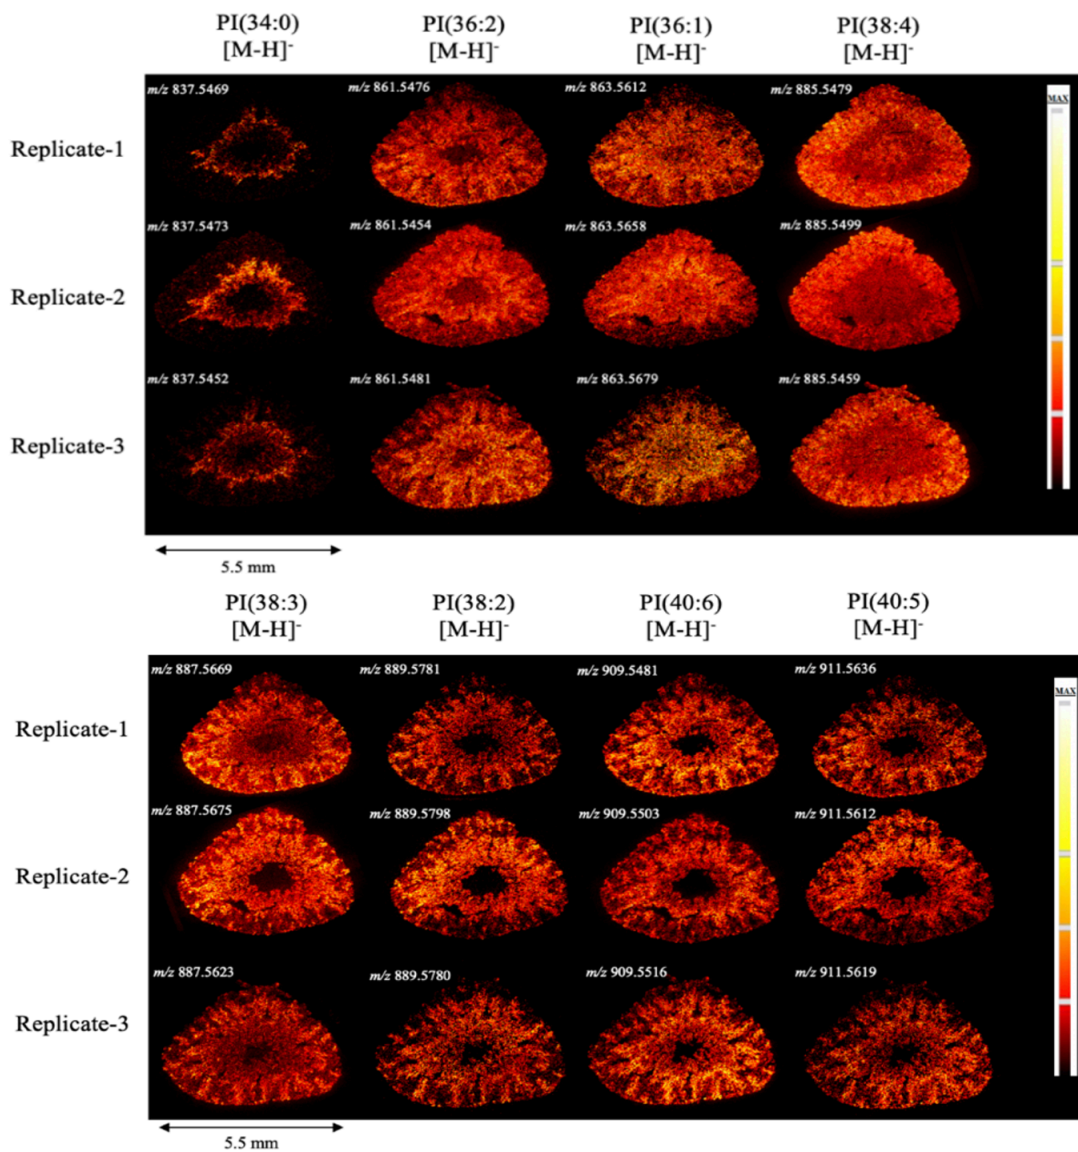 PI(34:0) PI(36:2) PI(36:1) PI(38:4)
[M-H]- [M-H]- [M-H]- [M-H]-
m/z 837.5469 m/z 861.5476 m/z 863.5612 m/z 885.5479
MAX
Replicate-1
m/z 837.5473 m/z 861.5454 m/z 863.5658 m/z 885.5499
Replicate-2
m/z 837.5452 m/z 861.5481 m/z 863.5679 m/z 885.5459
Replicate-3
5.5 mm
PI(38:3) PI(38:2) PI(40:6) PI(40:5)
[M-H]- [M-H]- [M-H]- [M-H]-
m/z 887.5669 m/z 889.5781 m/z 909.5481 m/z 911.5636
MAX
Replicate-1
m/z 887.5675 m/z 889.5798 m/z 909.5503 m/z 911.5612
Replicate-2
m/z 887.5623 m/z 889.5780 m/z 909.5516 m/z 911.5619
Replicate-3
5.5 mm